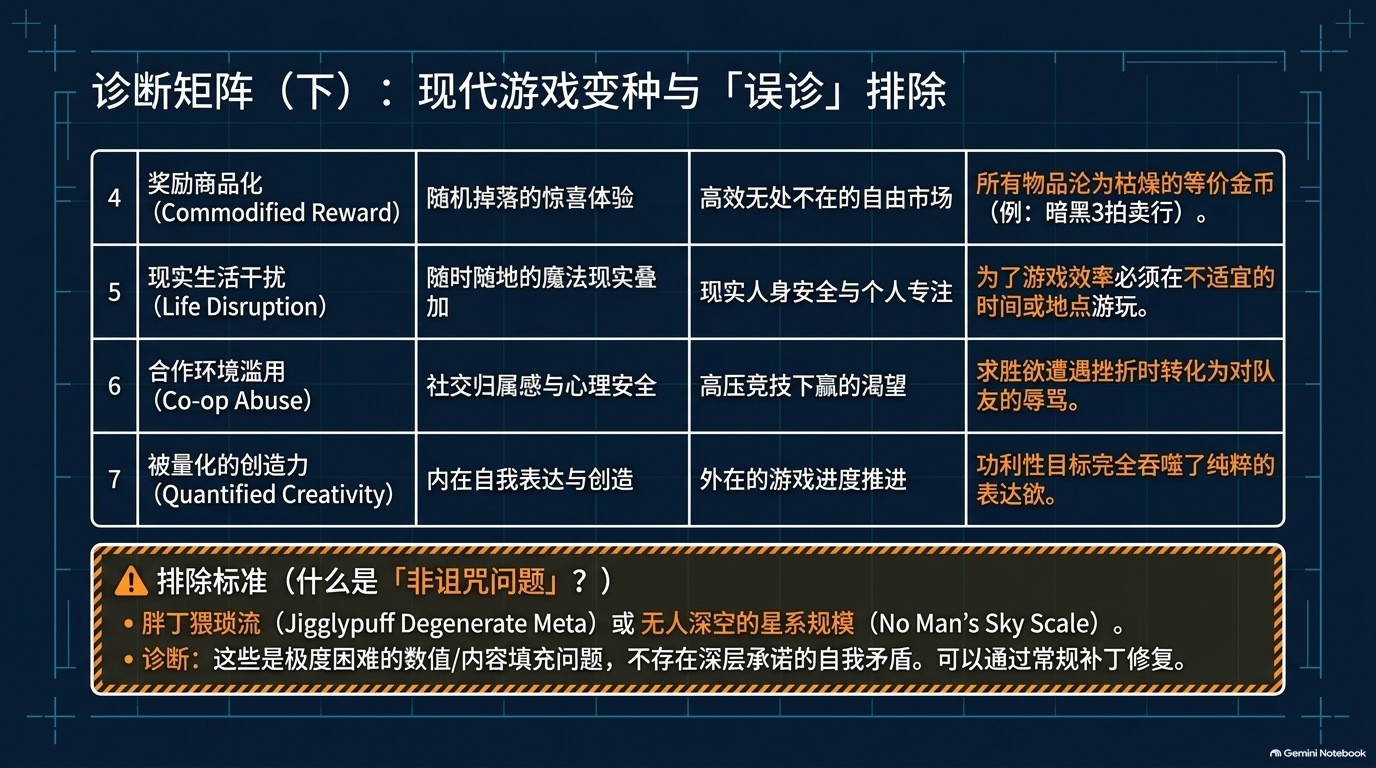 诊断矩阵（下）：现代游戏变种与「误诊」排除
4
奖励商品化
（Commodified Reward）
随机掉落的惊喜体验
高效无处不在的自由市场
所有物品沦为枯燥的等价金币
（例：暗黑3拍卖行）。
5
现实生活干扰
（Life Disruption）
随时随地的魔法现实叠
加
现实人身安全与个人专注
为了游戏效率必须在不适宜的
时间或地点游玩。
6
合作环境滥用
（Co-op Abuse）
社交归属感与心理安全
高压竞技下赢的渴望
求胜欲遭遇挫折时转化为对队
友的辱骂。
7
被量化的创造力
（Quantified Creativity）
内在自我表达与创造
外在的游戏进度推进
功利性目标完全吞噬了纯粹的
表达欲。
排除标准（什么是「非诅咒问题」？）
• 胖丁猥琐流（Jigglypuff Degenerate Meta）或 无人深空的星系规模（No Man's Sky Scale）。
• 诊断：这些是极度困难的数值/内容填充问题，不存在深层承诺的自我矛盾。可以通过常规补丁修复。
Gemini Notebook